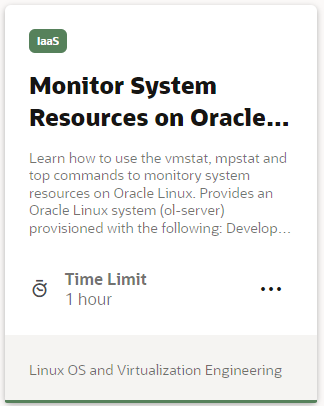 IaaS
Monitor System
Resources on Oracle...
Learn how to use the vmstat, mpstat and
top commands to monitory system
resources on Oracle Linux. Provides an
Oracle Linux system (ol-server)
provisioned with the following: Develop...
Time Limit
1 hour
Linux OS and Virtualization Engineering